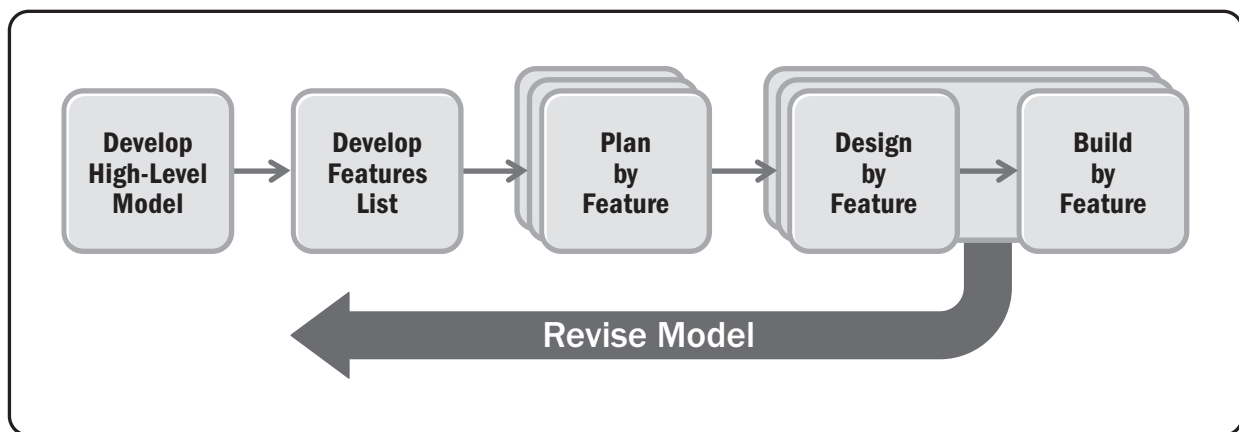 Develop
High-Level
Model
Develop
Features
List
Plan
by
Feature
Design
by
Feature
Build
by
Feature
Revise Model